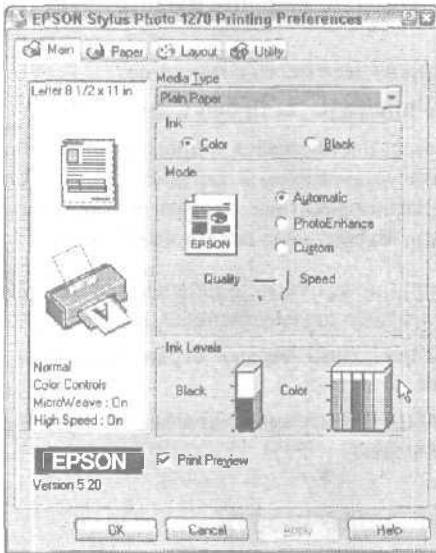 EPSON Stylus Photo 1270 Printing Preferences
Main Paper Layout Utility
Letter 8 1/2 x 11 in
Media Type
Plain Paper
Ink
Color Black
Mode
EPSON
Automatic
PhotoEnhance
Custom
Quality Speed
Ink Levels
Black Color
Normal
Color Controls
MicroWeave : On
High Speed : On
EPSON
Print Preview
Version 5 20
OK Cancel Apply Help